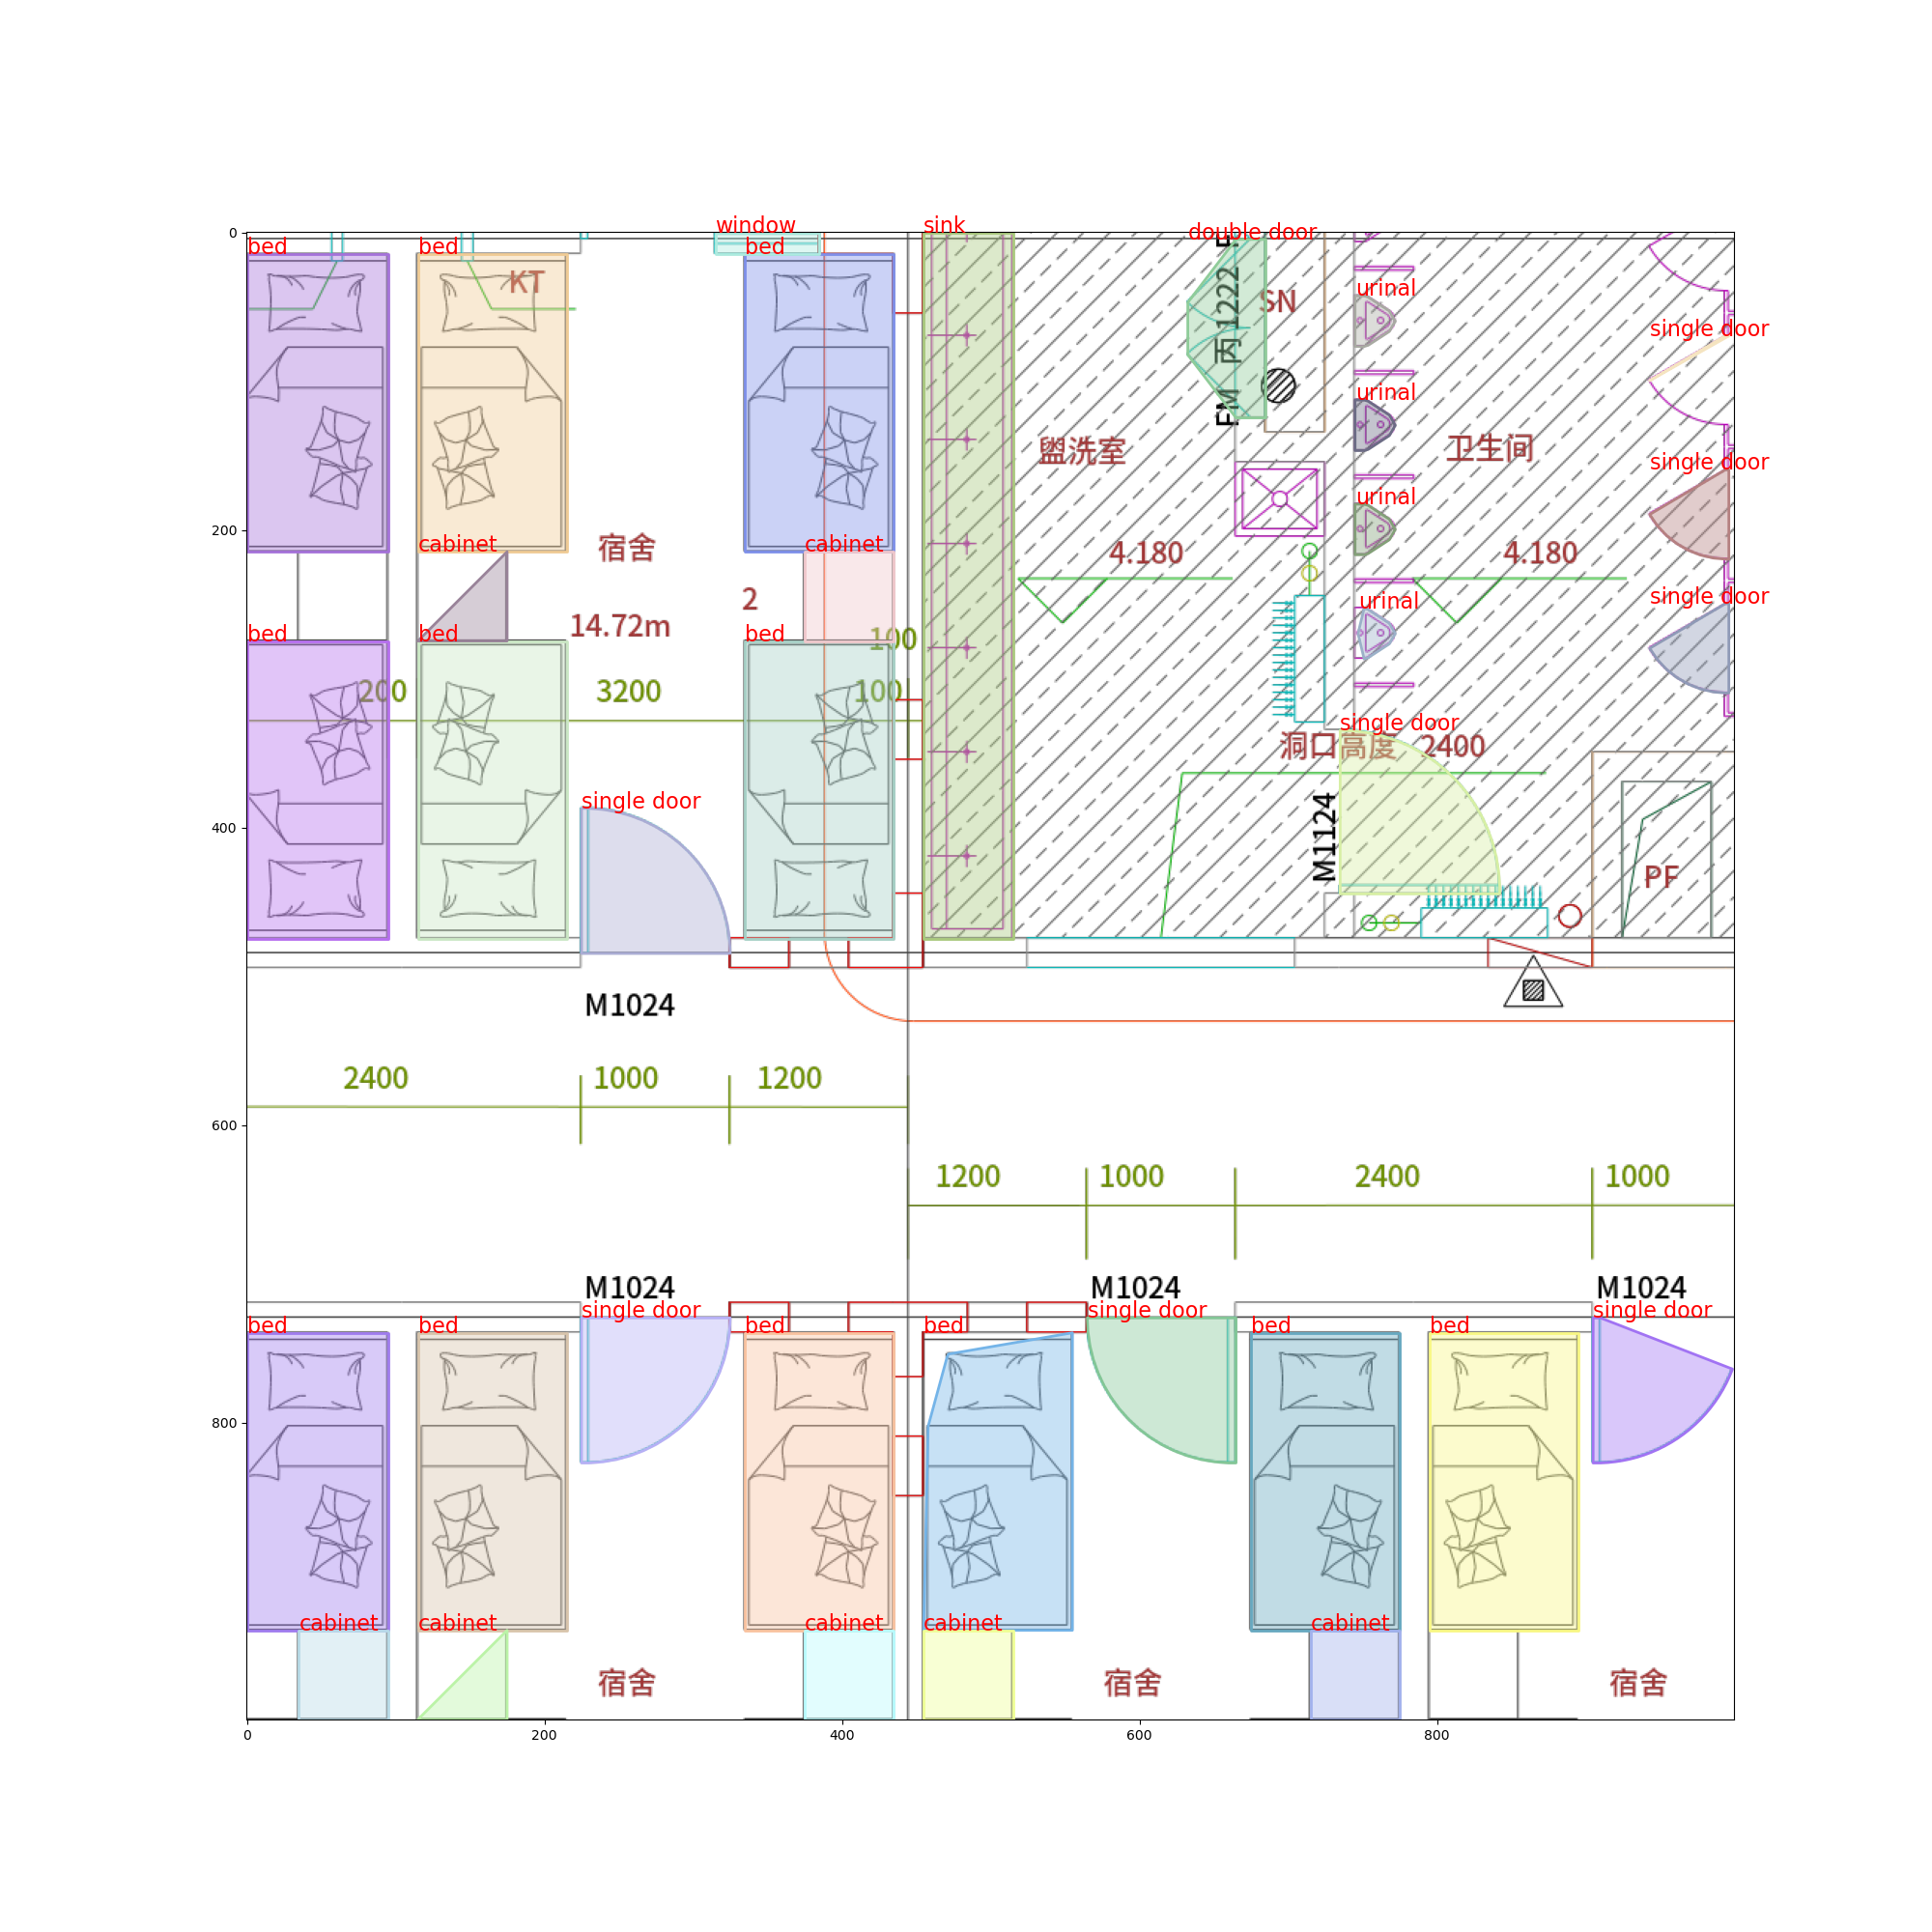 window
sink
double door
0
bed
bed
bed
KT
FM 丙1222
SN
urinal
single door
urinal
盥洗室
卫生间
single door
urinal
200
cabinet
宿舍
cabinet
4.180
4.180
2
urinal
single door
14.72m
bed
bed
bed
100
200
3200
100
single door
洞口高度 2400
single door
400
M1124
PF
M1024
2400
1000
1200
600
1200
1000
2400
1000
M1024
M1024
M1024
single door
single door
single door
bed
bed
bed
bed
bed
bed
800
cabinet
cabinet
cabinet
cabinet
cabinet
宿舍
宿舍
宿舍
0
200
400
600
800